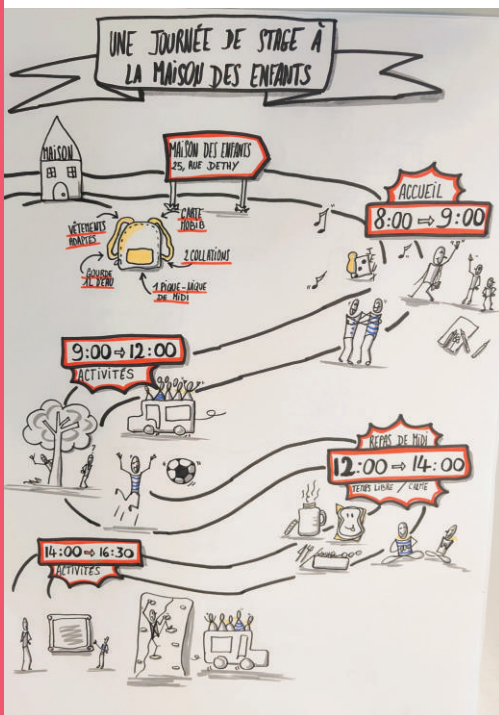 UNE JOURNÉE DE STAGE À
LA MAISON DES ENFANTS
MAISON
MAISON DES ENFANTS
25, RUE DETHY
ACCUEIL
8:00 ⇒ 9:00
VÊTEMENTS
ADAPTÉS
CARTE
MOBIB
2 COLLATIONS
GOURDE
1L D'EAU
1 PIQUE-NIQUE
DE MIDI
9:00 ⇒ 12:00
ACTIVITÉS
REPAS DE MIDI
12:00 ⇒ 14:00
TEMPS LIBRE / CALME
14:00 ⇒ 16:30
ACTIVITÉS